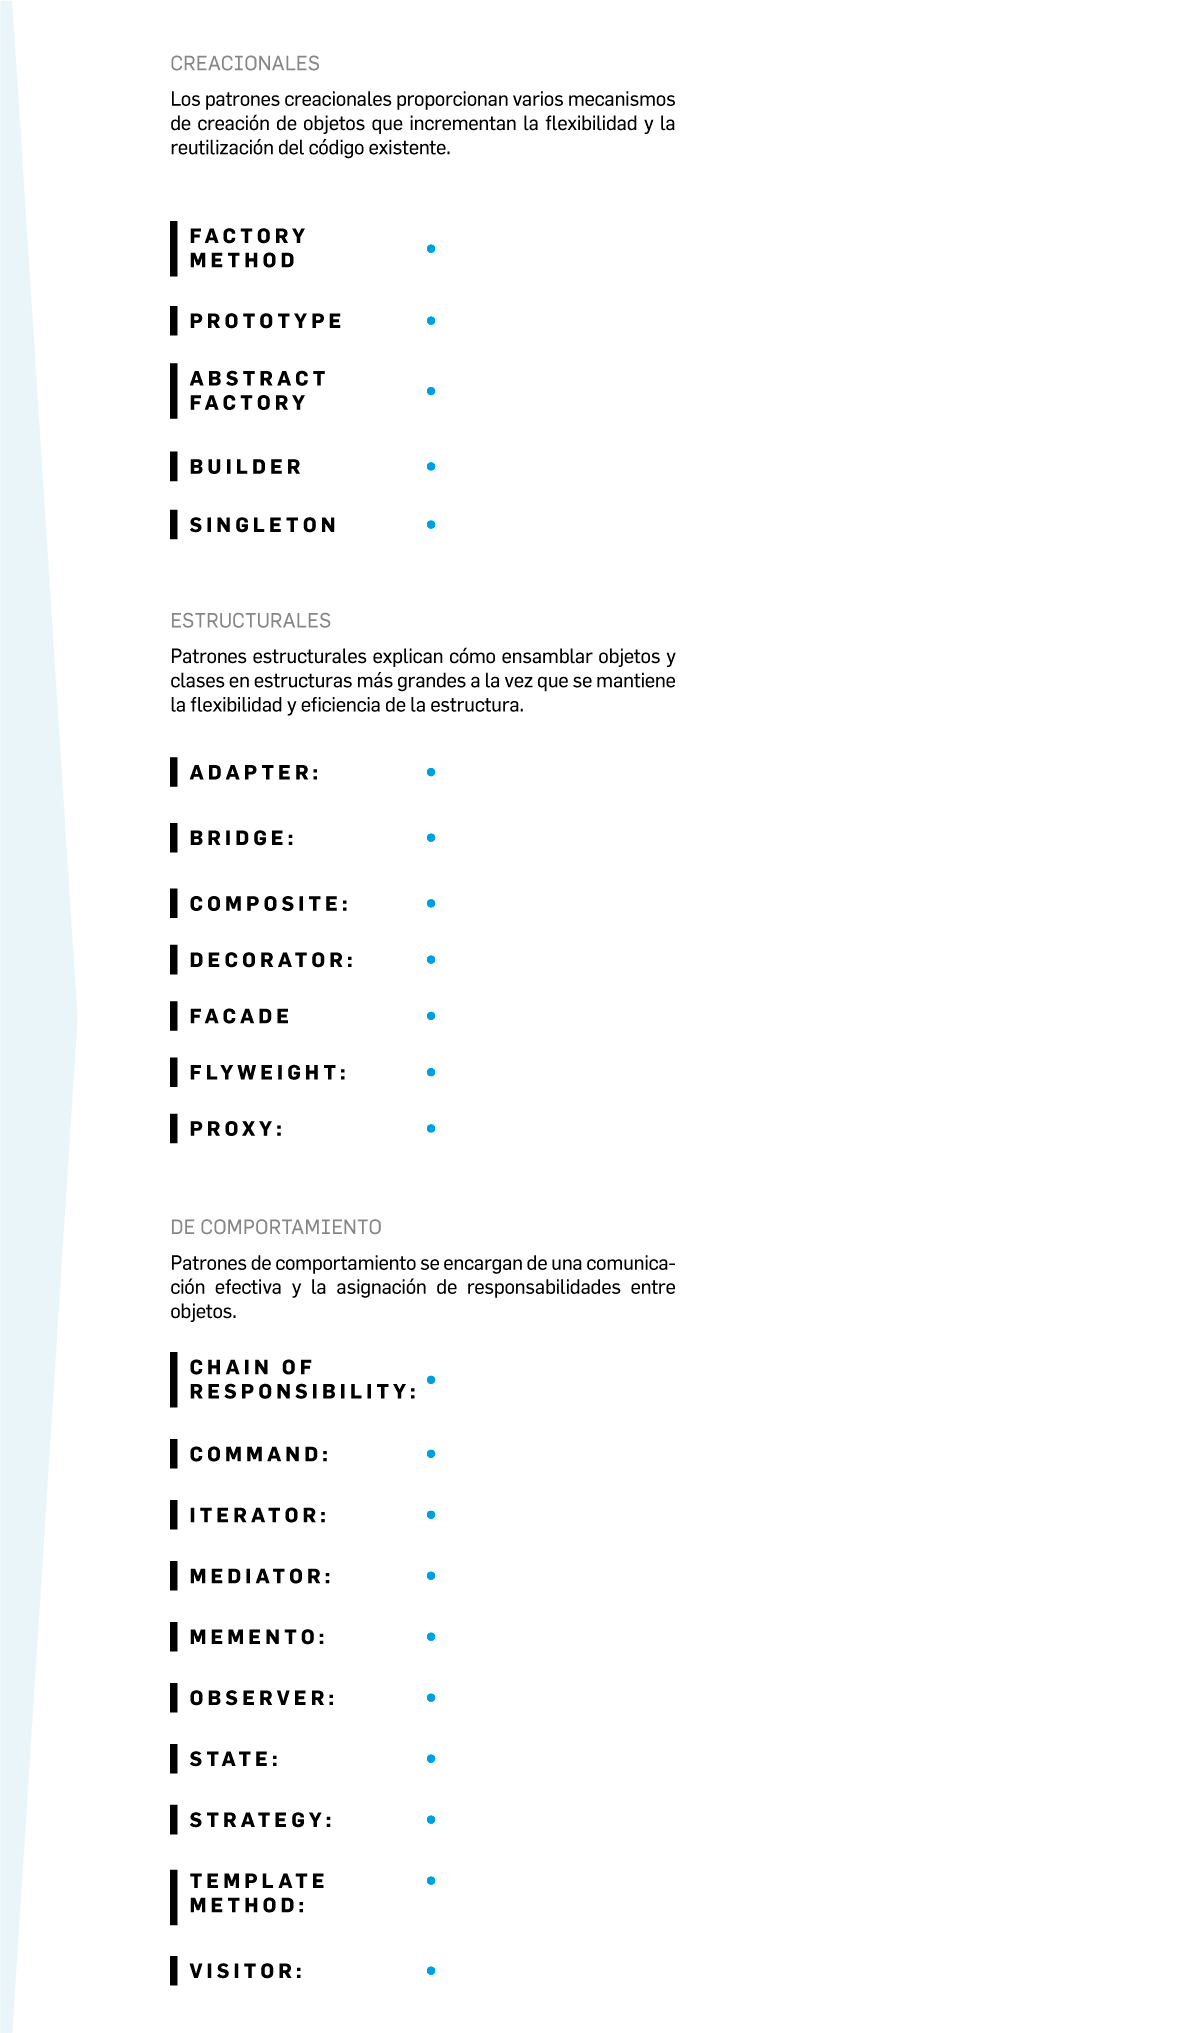 CREACIONALES
Los patrones creacionales proporcionan varios mecanismos
de creación de objetos que incrementan la flexibilidad y la
reutilización del código existente.
FACTORY
METHOD
PROTOTYPE
ABSTRACT
FACTORY
BUILDER
SINGLETON
ESTRUCTURALES
Patrones estructurales explican cómo ensamblar objetos y
clases en estructuras más grandes a la vez que se mantiene
la flexibilidad y eficiencia de la estructura.
ADAPTER:
BRIDGE:
COMPOSITE:
DECORATOR:
FACADE
FLYWEIGHT:
PROXY:
DE COMPORTAMIENTO
Patrones de comportamiento se encargan de una comunica-
ción efectiva y la asignación de responsabilidades entre
objetos.
CHAIN OF
RESPONSIBILITY:
COMMAND:
ITERATOR:
MEDIATOR:
MEMENTO:
OBSERVER:
STATE:
STRATEGY:
TEMPLATE
METHOD:
VISITOR: